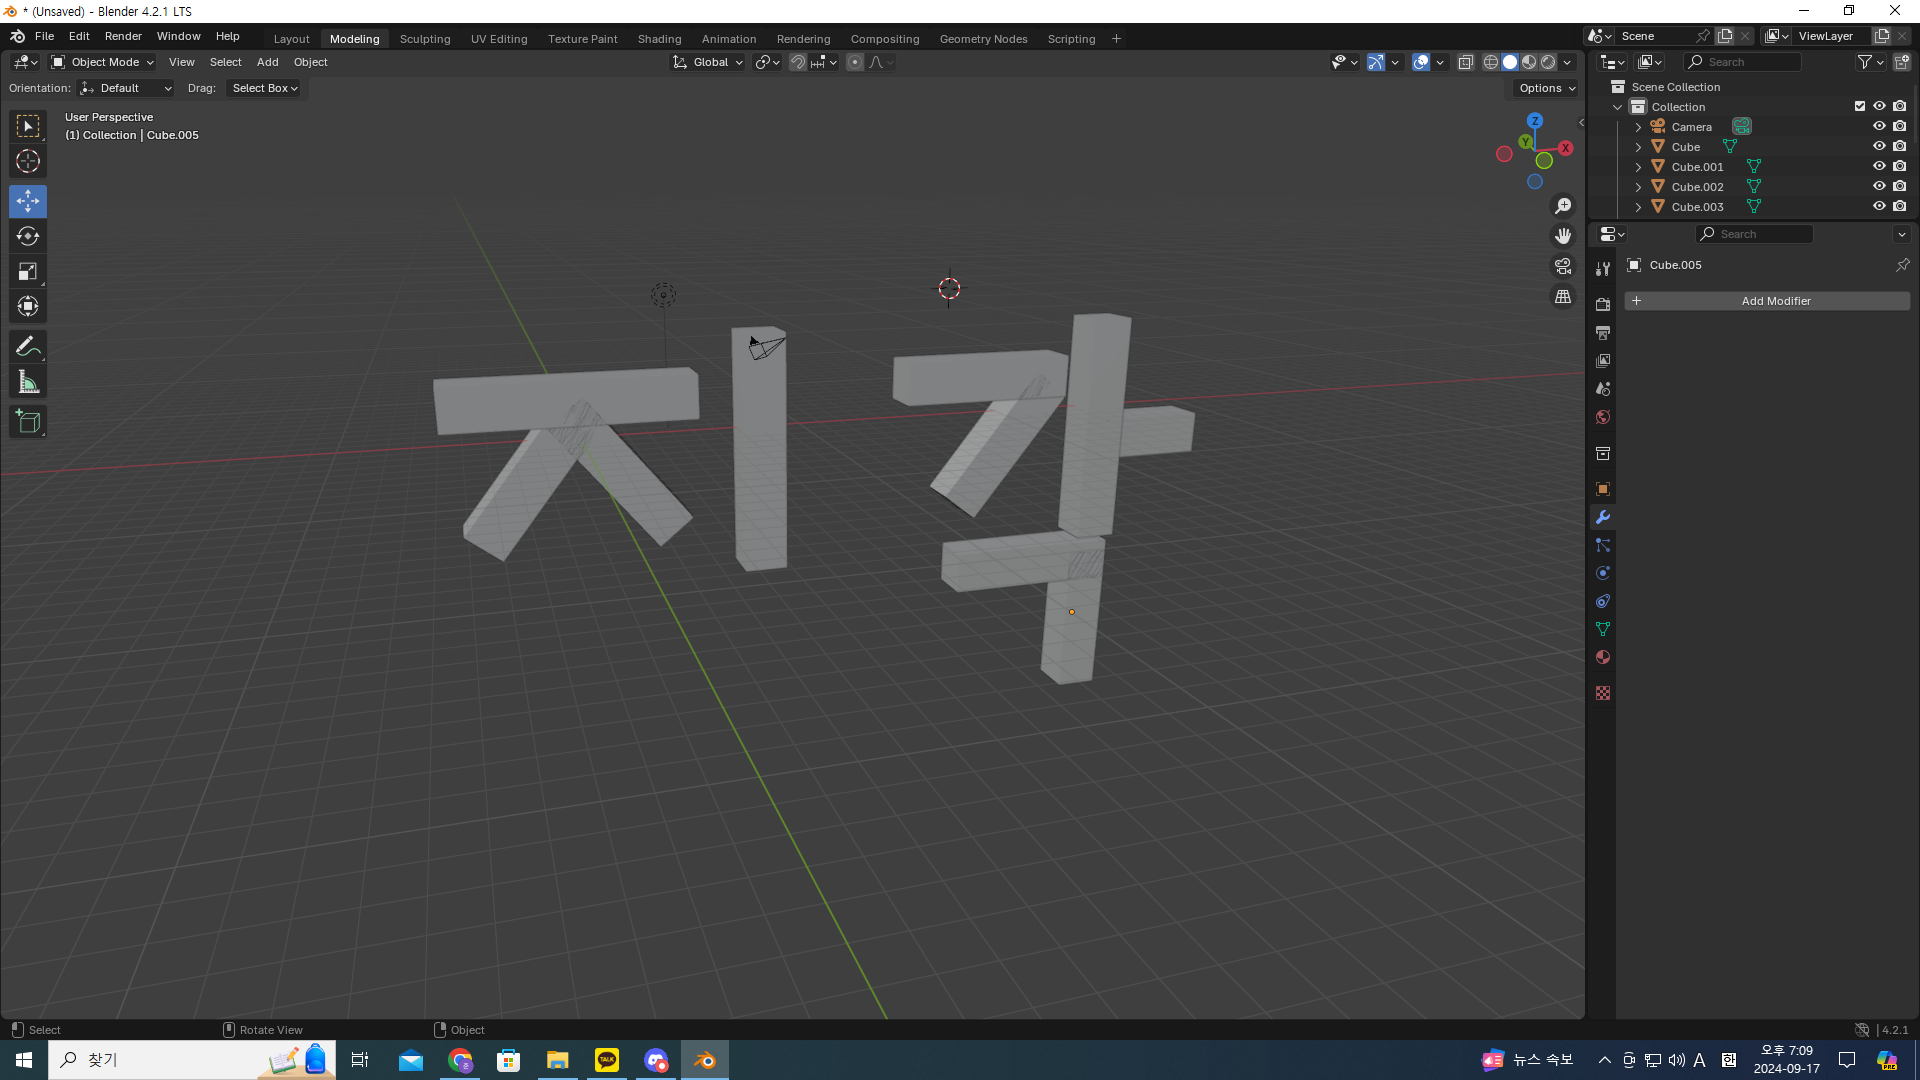 * (Unsaved) - Blender 4.2.1 LTS
File Edit Render Window Help
Layout Modeling Sculpting UV Editing Texture Paint Shading Animation Rendering Compositing Geometry Nodes Scripting +
Scene ViewLayer
Object Mode View Select Add Object Global
Search
Orientation: Default Drag: Select Box Options
User Perspective
(1) Collection | Cube.005
Z
Y
X
Scene Collection
Collection
Camera
Cube
Cube.001
Cube.002
Cube.003
Search
Cube.005
+ Add Modifier
지각
Select Rotate View Object 4.2.1
찾기
TALK
뉴스 속보
A
한
오후 7:09
2024-09-17
PRE